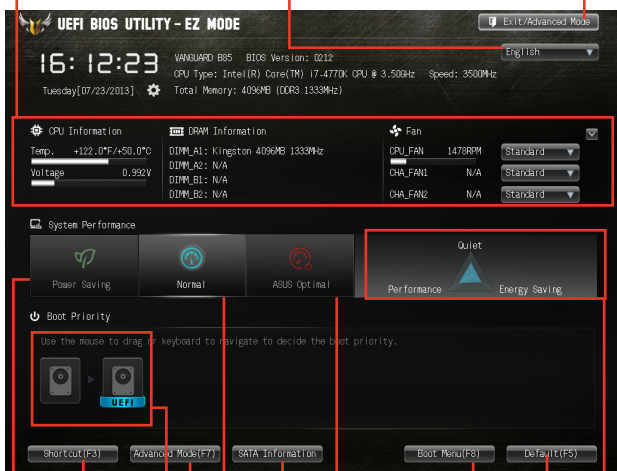 UEFI BIOS UTILITY – EZ MODE
Exit/Advanced Mode
English
16:12:23
Tuesday[07/23/2013]
VANGUARD B85 BIOS Version: 0212
CPU Type: Intel(R) Core(TM) i7-4770K CPU @ 3.50GHz Speed: 3500MHz
Total Memory: 4096MB (DDR3 1333MHz)
CPU Information
Temp. +122.0°F/+50.0°C
Voltage 0.992V
DRAM Information
DIMM_A1: Kingston 4096MB 1333MHz
DIMM_A2: N/A
DIMM_B1: N/A
DIMM_B2: N/A
Fan
CPU_FAN 1478RPM Standard
CHA_FAN1 N/A Standard
CHA_FAN2 N/A Standard
System Performance
Power Saving
Normal
ASUS Optimal
Quiet
Performance
Energy Saving
Boot Priority
Use the mouse to drag or keyboard to navigate to decide the boot priority.
UEFI
Shortcut(F3)
Advanced Mode(F7)
SATA Information
Boot Menu(F8)
Default(F5)